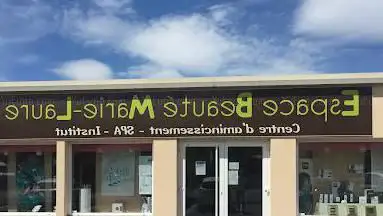 Espace Beauté Marie-Laure
Centre d'amincissement - SPA - Institut